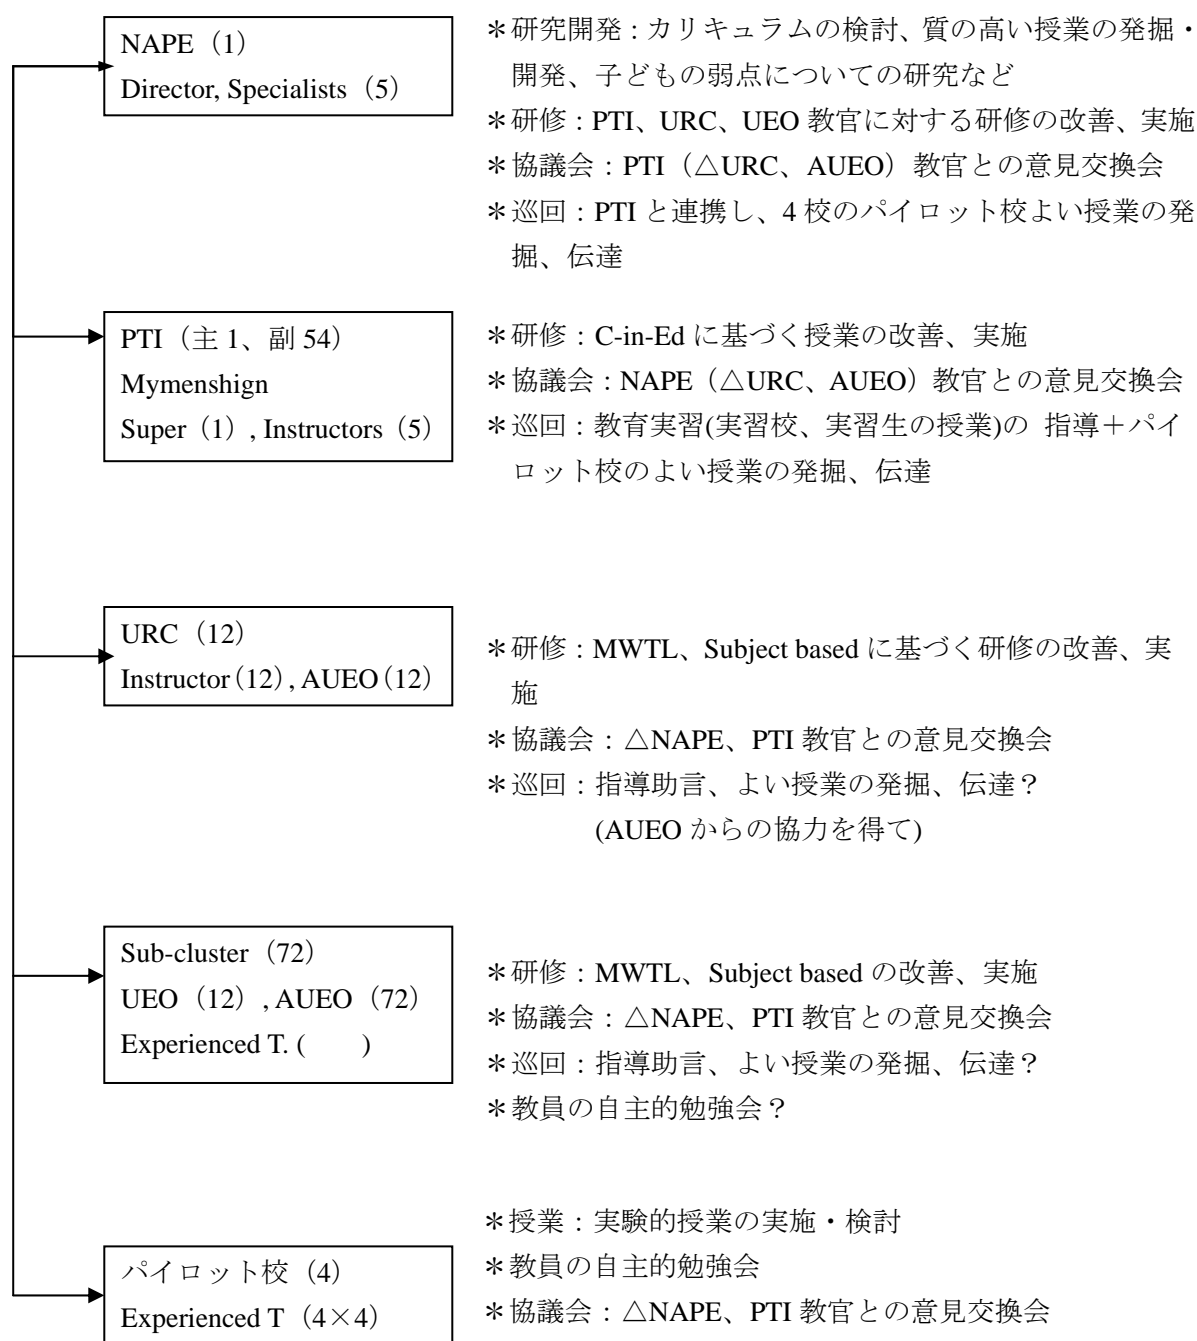 NAPE（1）
Director, Specialists（5）
＊研究開発：カリキュラムの検討、質の高い授業の発掘・
開発、子どもの弱点についての研究など
＊研修：PTI、URC、UEO 教官に対する研修の改善、実施
＊協議会：PTI（△URC、AUEO）教官との意見交換会
＊巡回：PTI と連携し、4 校のパイロット校よい授業の発
掘、伝達
PTI（主 1、副 54）
Mymenshign
Super（1）, Instructors（5）
＊研修：C-in-Ed に基づく授業の改善、実施
＊協議会：NAPE（△URC、AUEO）教官との意見交換会
＊巡回：教育実習(実習校、実習生の授業)の 指導＋パイ
ロット校のよい授業の発掘、伝達
URC（12）
Instructor（12）, AUEO（12）
＊研修：MWTL、Subject based に基づく研修の改善、実
施
＊協議会：△NAPE、PTI 教官との意見交換会
＊巡回：指導助言、よい授業の発掘、伝達？
(AUEO からの協力を得て)
Sub-cluster（72）
UEO（12）, AUEO（72）
Experienced T. (　　)
＊研修：MWTL、Subject based の改善、実施
＊協議会：△NAPE、PTI 教官との意見交換会
＊巡回：指導助言、よい授業の発掘、伝達？
＊教員の自主的勉強会？
パイロット校（4）
Experienced T（4×4）
＊授業：実験的授業の実施・検討
＊教員の自主的勉強会
＊協議会：△NAPE、PTI 教官との意見交換会